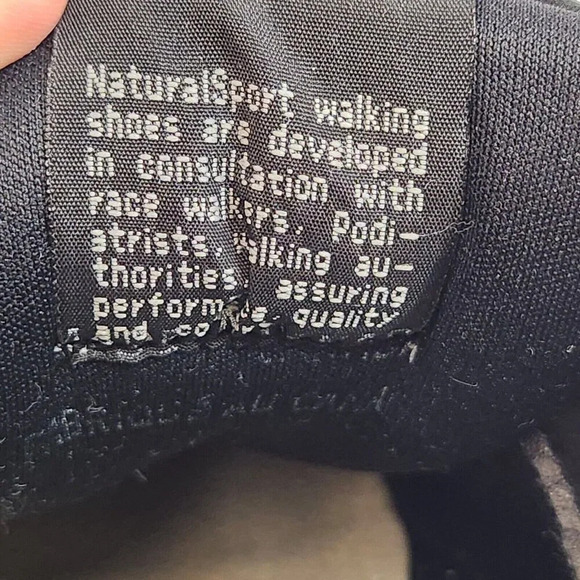 NaturalSport walking
shoes are developed
in consultation with
race walkers, Podi-
atrists, walking au-
thorities, assuring
performance quality
and